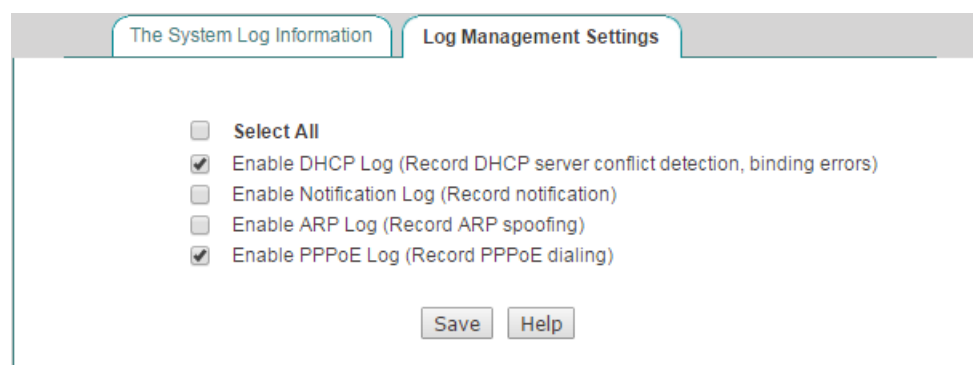 The System Log Information
Log Management Settings
Select All
Enable DHCP Log (Record DHCP server conflict detection, binding errors)
Enable Notification Log (Record notification)
Enable ARP Log (Record ARP spoofing)
Enable PPPoE Log (Record PPPoE dialing)
Save
Help